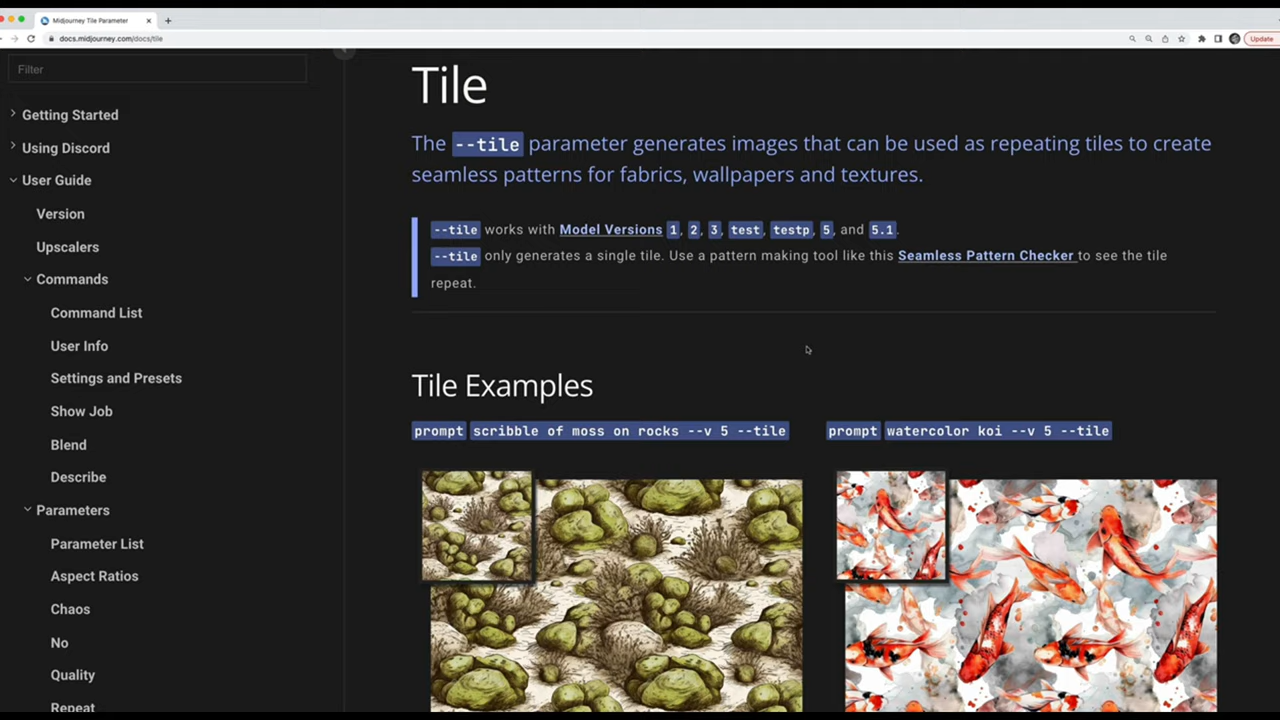 Midjourney Tile Parameter
docs.midjourney.com/docs/tile
Update
Filter
Getting Started
Using Discord
User Guide
Version
Upscalers
Commands
Command List
User Info
Settings and Presets
Show Job
Blend
Describe
Parameters
Parameter List
Aspect Ratios
Chaos
No
Quality
Repeat
Tile
The --tile parameter generates images that can be used as repeating tiles to create
seamless patterns for fabrics, wallpapers and textures.
--tile works with Model Versions 1, 2, 3, test, testp, 5, and 5.1.
--tile only generates a single tile. Use a pattern making tool like this Seamless Pattern Checker to see the tile
repeat.
Tile Examples
prompt scribble of moss on rocks --v 5 --tile
prompt watercolor koi --v 5 --tile